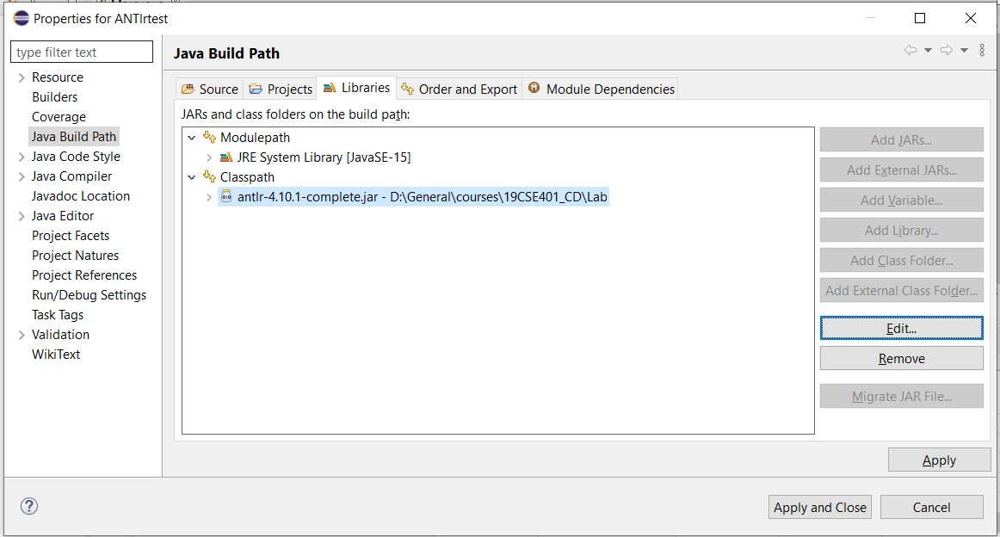 Properties for ANTlrtest
type filter text
Resource
Builders
Coverage
Java Build Path
Java Code Style
Java Compiler
Javadoc Location
Java Editor
Project Facets
Project Natures
Project References
Run/Debug Settings
Task Tags
Validation
WikiText
Java Build Path
Source Projects Libraries Order and Export Module Dependencies
JARs and class folders on the build path:
Modulepath
JRE System Library [JavaSE-15]
Classpath
antlr-4.10.1-complete.jar - D:\General\courses\19CSE401_CD\Lab
Add JARs...
Add External JARs...
Add Variable...
Add Library...
Add Class Folder...
Add External Class Folder...
Edit...
Remove
Migrate JAR File...
Apply
Apply and Close Cancel